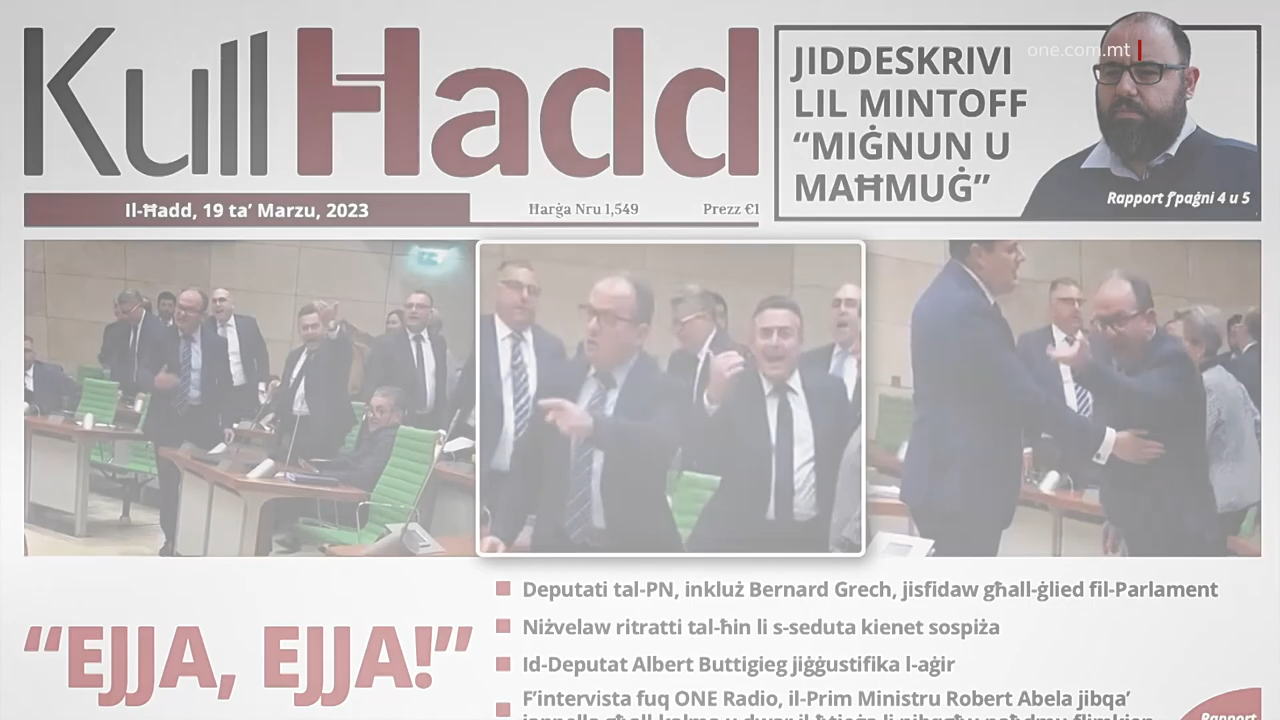 Kull Ħadd
Il-Ħadd, 19 ta’ Marzu, 2023
Ħarġa Nru 1,549
Prezz €1
one.com.mt
JIDDESKRIVI
LIL MINTOFF
“MIĠNUN U
MAĦMUĠ”
Rapport f’paġni 4 u 5
“EJJA, EJJA!”
Deputati tal-PN, inkluż Bernard Grech, jisfidaw għall-ġlied fil-Parlament
Niżvelaw ritratti tal-ħin li s-seduta kienet sospiża
Id-Deputat Albert Buttigieg jiġġustifika l-aġir
F’intervista fuq ONE Radio, il-Prim Ministru Robert Abela jibqa’
Rapport